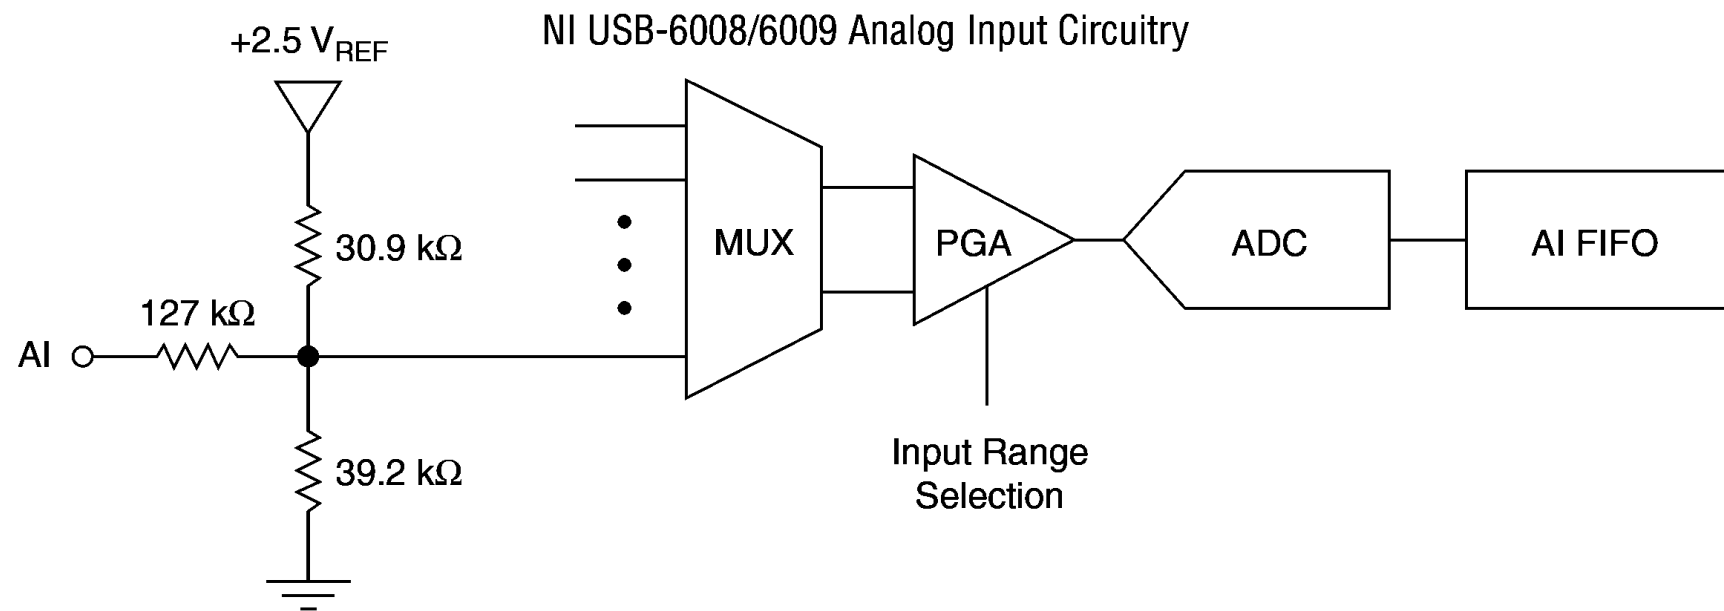 NI USB-6008/6009 Analog Input Circuitry
+2.5 VREF
30.9 kΩ
127 kΩ
AI
39.2 kΩ
MUX
PGA
ADC
AI FIFO
Input Range
Selection